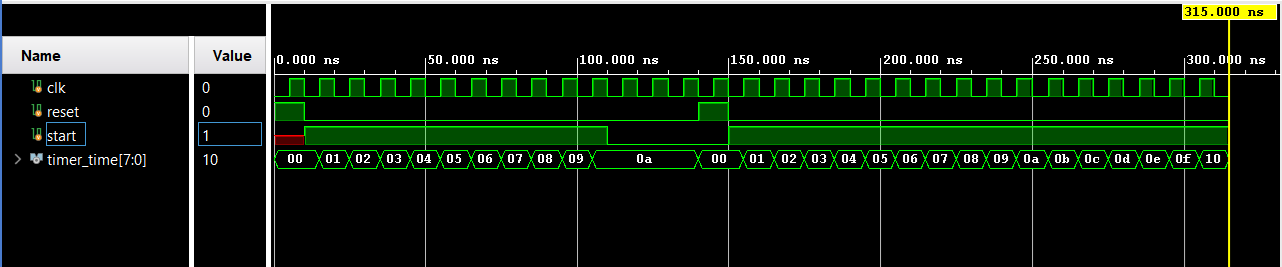 315.000 ns
Name Value 0.000 ns 50.000 ns 100.000 ns 150.000 ns 200.000 ns 250.000 ns 300.000 ns
clk 0
reset 0
start 1
timer_time[7:0] 10 00 01 02 03 04 05 06 07 08 09 0a 00 01 02 03 04 05 06 07 08 09 0a 0b 0c 0d 0e 0f 10